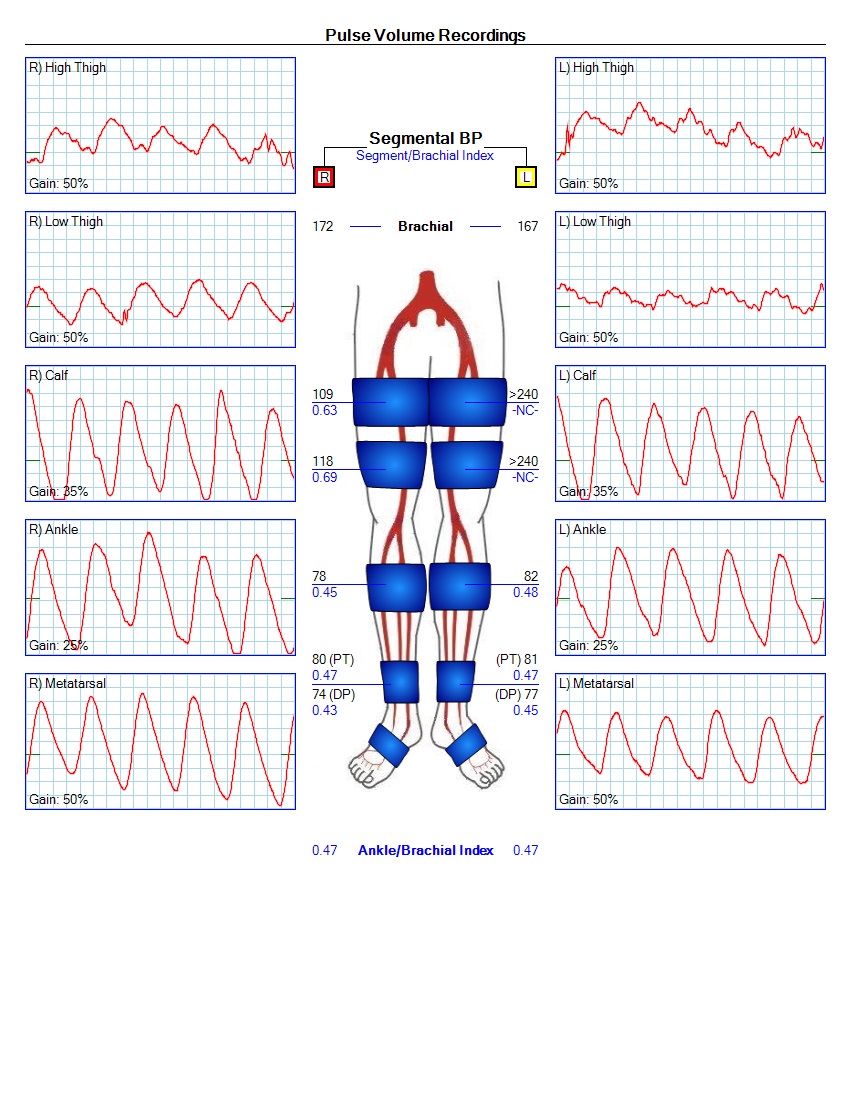 Pulse Volume Recordings
R) High Thigh
Gain: 50%
R) Low Thigh
Gain: 50%
R) Calf
Gain: 35%
R) Ankle
Gain: 25%
R) Metatarsal
Gain: 50%
Segmental BP
Segment/Brachial Index
R L
172 Brachial 167
109 >240
0.63 -NC-
118 >240
0.69 -NC-
78 82
0.45 0.48
80 (PT) (PT) 81
0.47 0.47
74 (DP) (DP) 77
0.43 0.45
0.47 Ankle/Brachial Index 0.47
L) High Thigh
Gain: 50%
L) Low Thigh
Gain: 50%
L) Calf
Gain: 35%
L) Ankle
Gain: 25%
L) Metatarsal
Gain: 50%